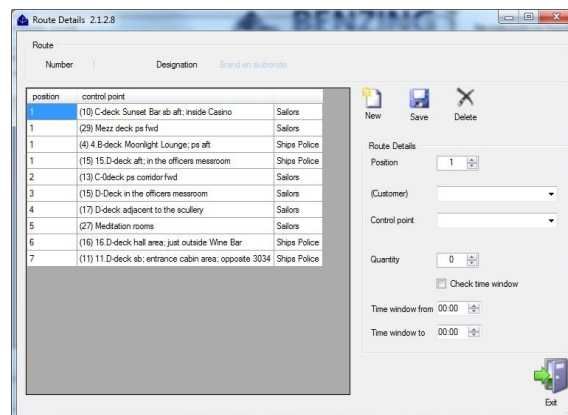 Route Details 2.1.2.8
BENZING
Route
Number 1 Designation Brand en sluitronde
position control point
1 (10) C-deck Sunset Bar sb aft; inside Casino Sailors
1 (29) Mezz deck ps fwd Sailors
1 (4) 4.B-deck Moonlight Lounge; ps aft Ships Police
1 (15) 15.D-deck aft; in the officers messroom Ships Police
2 (13) C-0deck ps corridor fwd Sailors
3 (15) D-Deck in the officers messroom Sailors
4 (17) D-deck adjacent to the scullery Sailors
5 (27) Meditation rooms Sailors
6 (16) 16.D-deck hall area; just outside Wine Bar Ships Police
7 (11) 11.D-deck sb; entrance cabin area; opposite 3034 Ships Police
New Save Delete
Route Details
Position 1
(Customer)
Control point
Quantity 0
Check time window
Time window from 00:00
Time window to 00:00
Exit